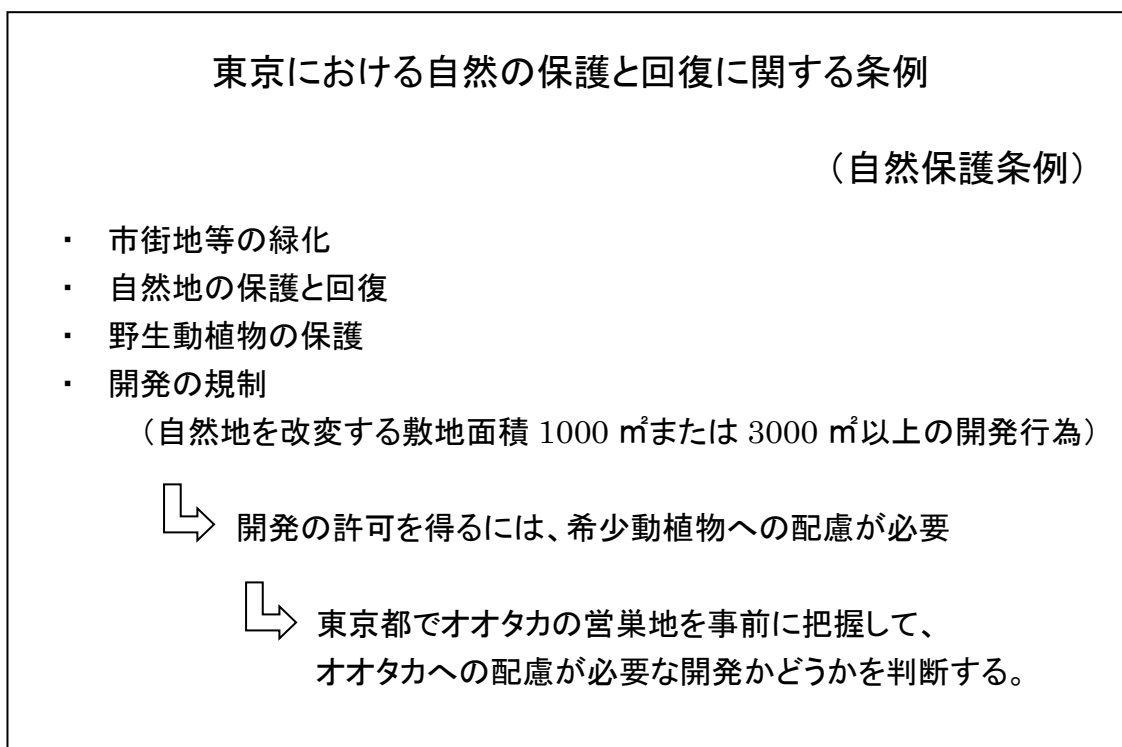 東京における自然の保護と回復に関する条例
（自然保護条例）
・ 市街地等の緑化
・ 自然地の保護と回復
・ 野生動植物の保護
・ 開発の規制
（自然地を改変する敷地面積 1000 ㎡または 3000 ㎡以上の開発行為）
開発の許可を得るには、希少動植物への配慮が必要
東京都でオオタカの営巣地を事前に把握して、
オオタカへの配慮が必要な開発かどうかを判断する。